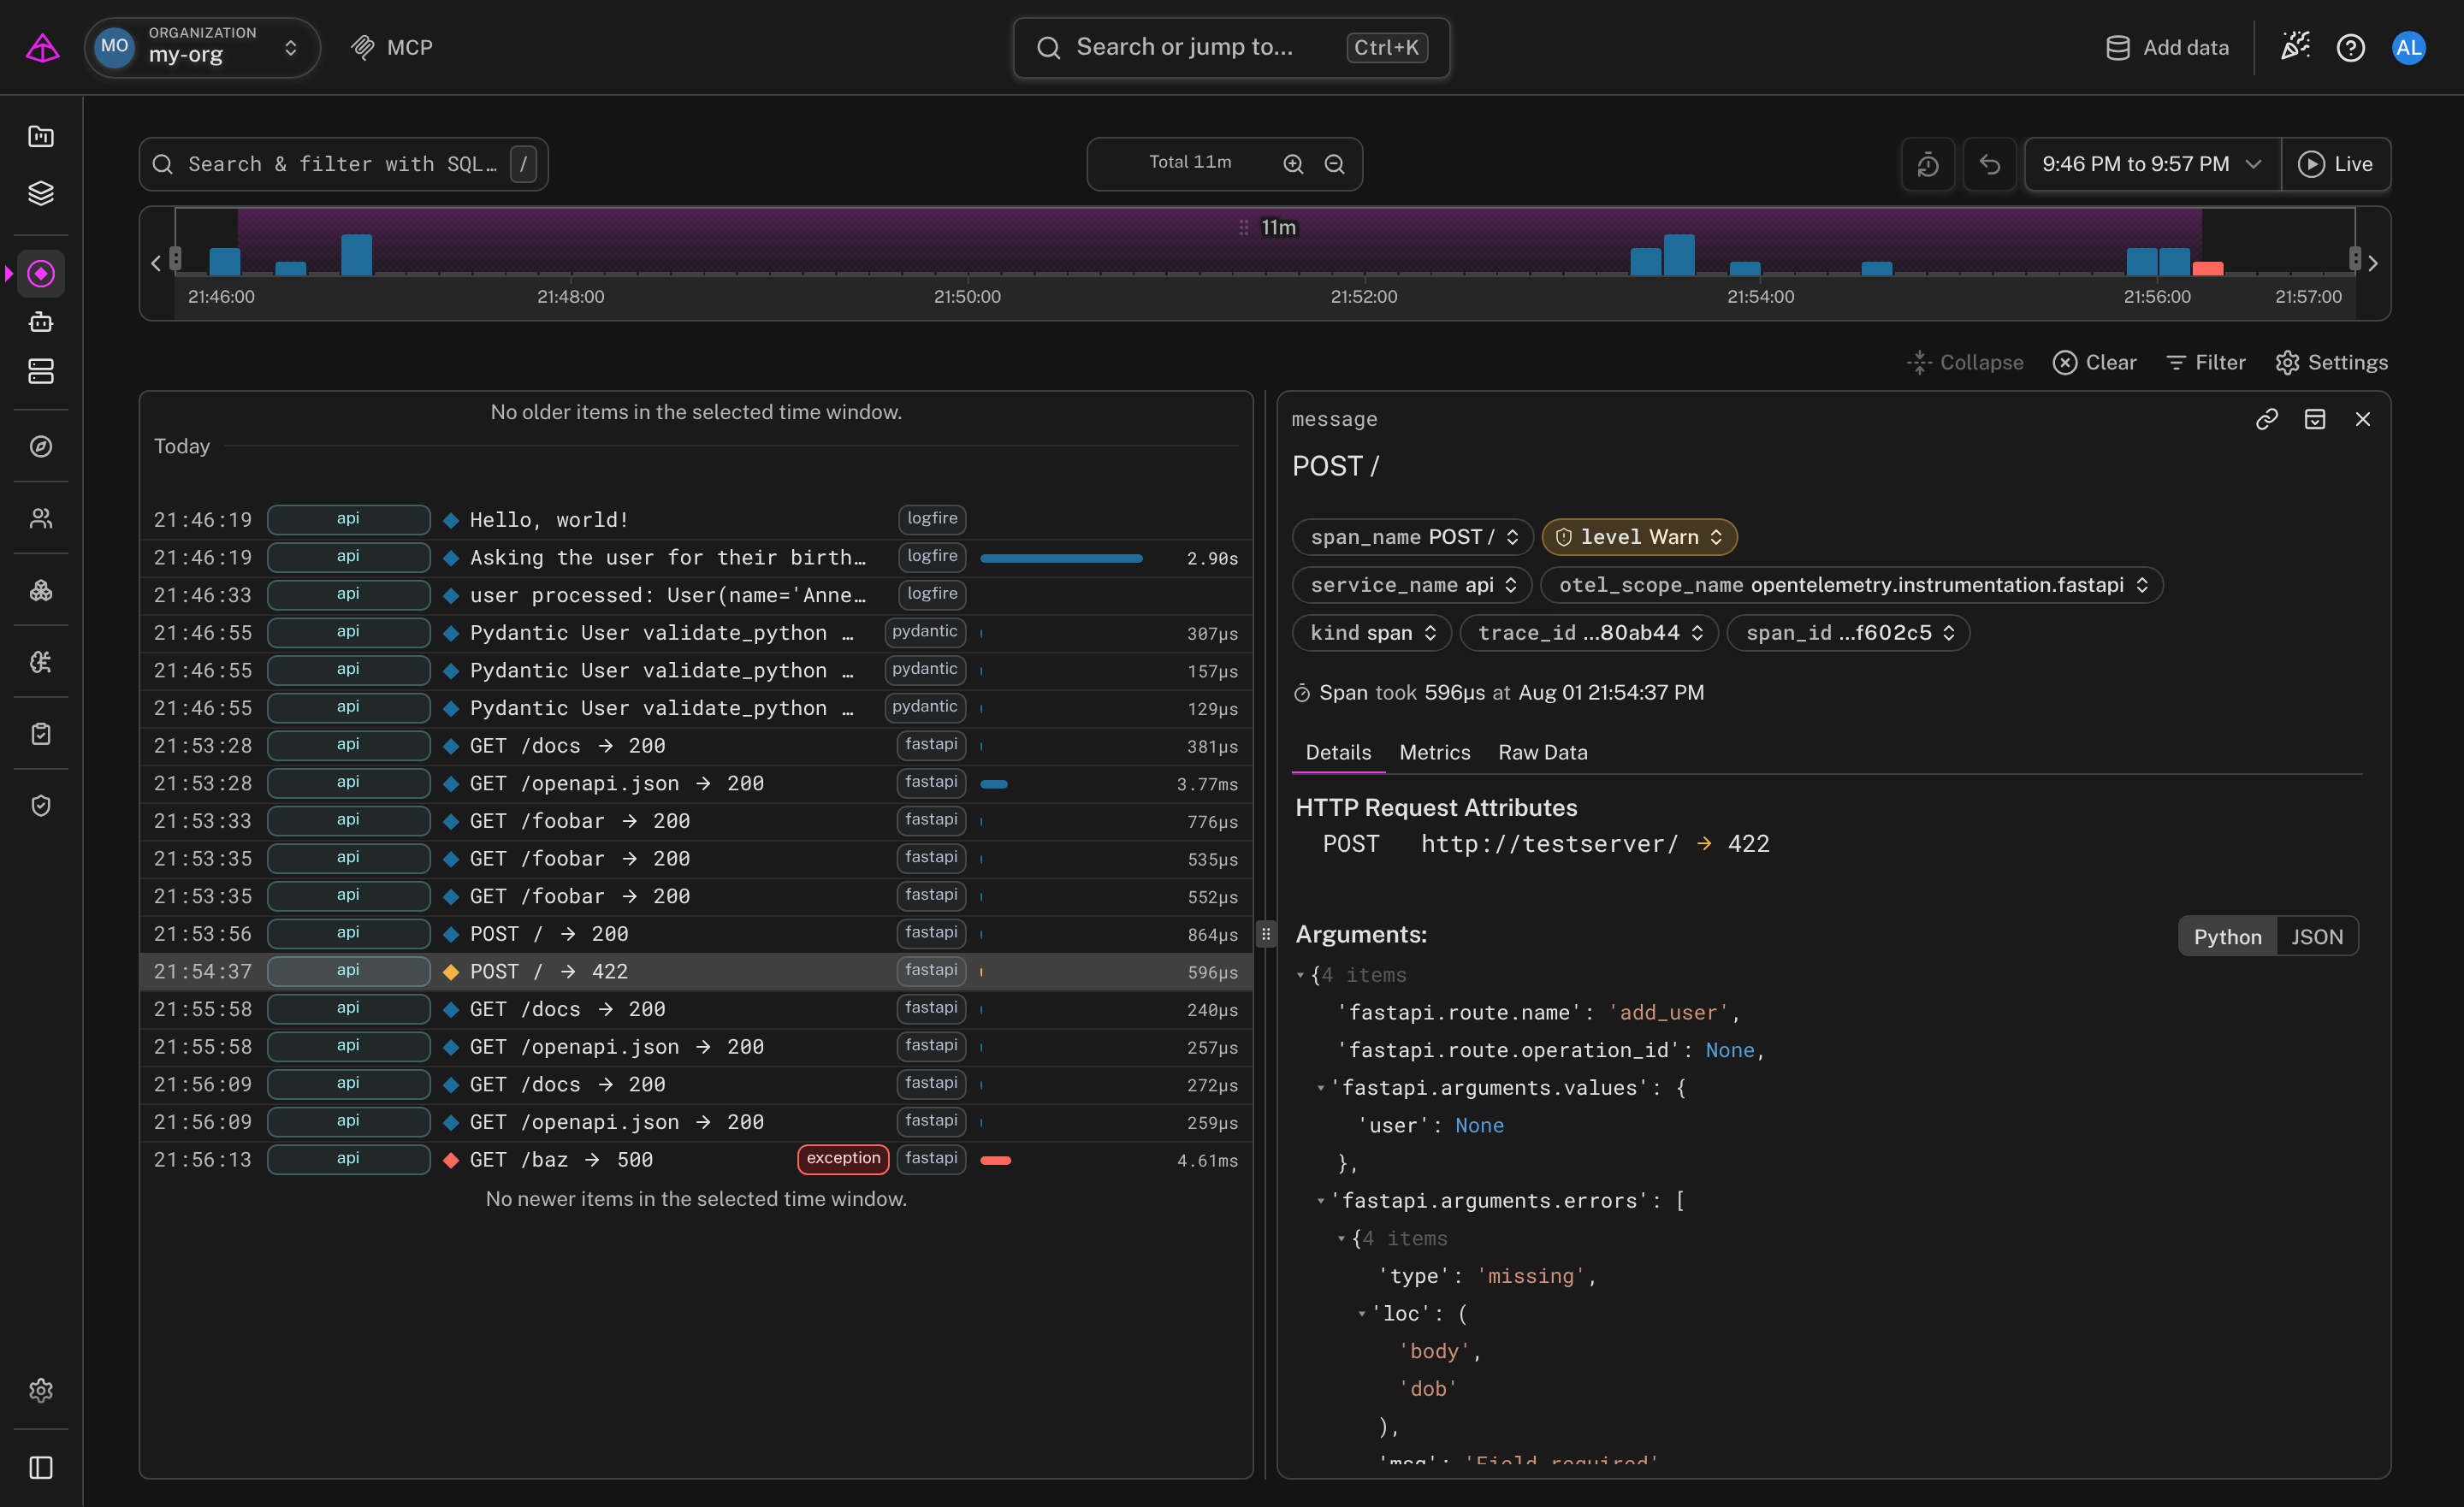 MO ORGANIZATION my-org MCP Search or jump to... Ctrl+K Add data AL
Search & filter with SQL… / Total 11m 9:46 PM to 9:57 PM Live
11m
21:46:00 21:48:00 21:50:00 21:52:00 21:54:00 21:56:00 21:57:00
Collapse Clear Filter Settings
No older items in the selected time window.
Today
21:46:19 api Hello, world! logfire
21:46:19 api Asking the user for their birth… logfire 2.90s
21:46:33 api user processed: User(name='Anne… logfire
21:46:55 api Pydantic User validate_python … pydantic 307µs
21:46:55 api Pydantic User validate_python … pydantic 157µs
21:46:55 api Pydantic User validate_python … pydantic 129µs
21:53:28 api GET /docs → 200 fastapi 381µs
21:53:28 api GET /openapi.json → 200 fastapi 3.77ms
21:53:33 api GET /foobar → 200 fastapi 776µs
21:53:35 api GET /foobar → 200 fastapi 535µs
21:53:35 api GET /foobar → 200 fastapi 552µs
21:53:56 api POST / → 200 fastapi 864µs
21:54:37 api POST / → 422 fastapi 596µs
21:55:58 api GET /docs → 200 fastapi 240µs
21:55:58 api GET /openapi.json → 200 fastapi 257µs
21:56:09 api GET /docs → 200 fastapi 272µs
21:56:09 api GET /openapi.json → 200 fastapi 259µs
21:56:13 api GET /baz → 500 exception fastapi 4.61ms
No newer items in the selected time window.
message
POST /
span_name POST / level Warn
service_name api otel_scope_name opentelemetry.instrumentation.fastapi
kind span trace_id ...80ab44 span_id ...f602c5
Span took 596µs at Aug 01 21:54:37 PM
Details Metrics Raw Data
HTTP Request Attributes
POST http://testserver/ → 422
Arguments: Python JSON
{4 items
'fastapi.route.name': 'add_user',
'fastapi.route.operation_id': None,
'fastapi.arguments.values': {
'user': None
},
'fastapi.arguments.errors': [
{4 items
'type': 'missing',
'loc': (
'body',
'dob'
),
'msg': 'Field required'